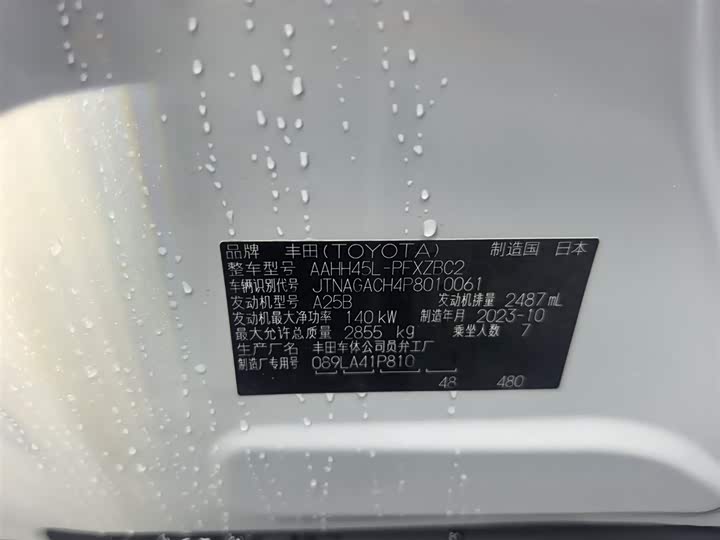 品牌 丰田(TOYOTA) 制造国 日本
整车型号 AAHH45L-PFXZBC2
车辆识别代号 JTNAGACH4P8010061
发动机型号 A25B 发动机排量 2487mL
发动机最大净功率 140kW 制造年月 2023-10
最大允许总质量 2855 kg 乘坐人数 7
生产厂名 丰田车体公司员弁工厂
制造厂专用号 089LA41P810
48 480